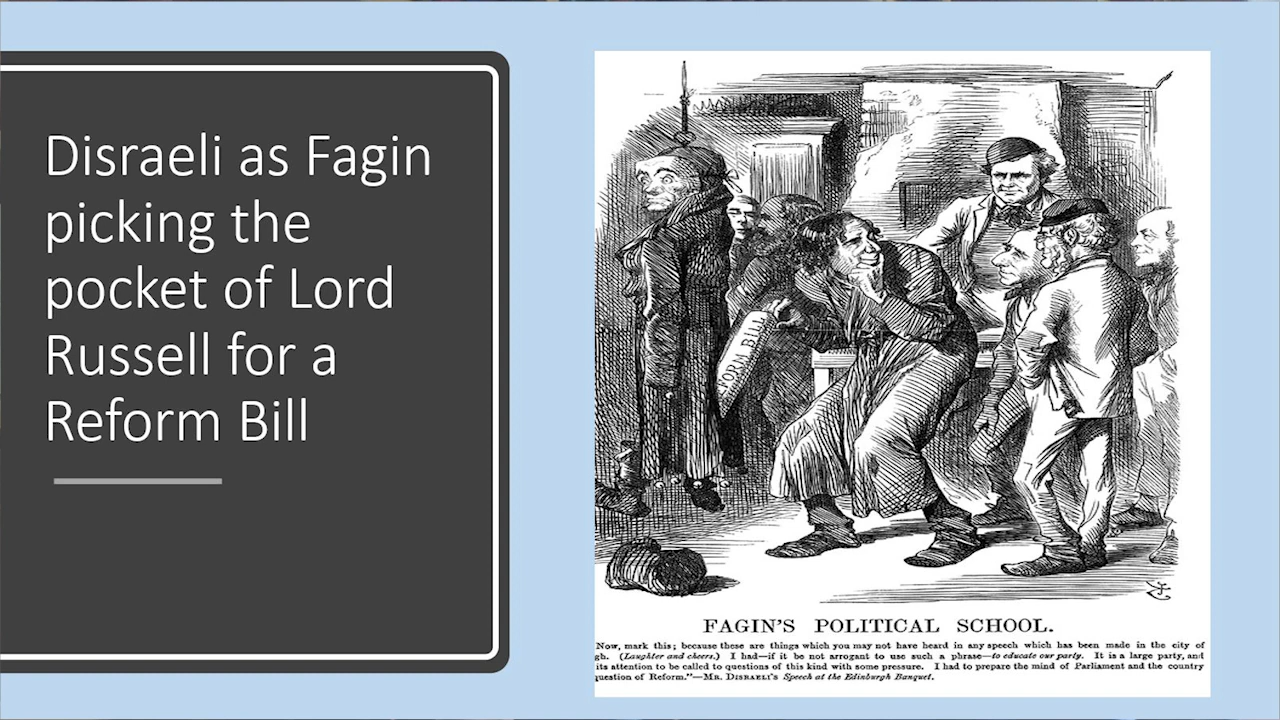 Disraeli as Fagin
picking the
pocket of Lord
Russell for a
Reform Bill
FORM BILL
FAGIN'S POLITICAL SCHOOL.
Now, mark this; because these are things which you may not have heard in any speech which has been made in the city of
gh. (Laughter and cheers.) I had—if it be not arrogant to use such a phrase—to educate our party. It is a large party, and
its attention to be called to questions of this kind with some pressure. I had to prepare the mind of Parliament and the country
question of Reform."—MR. DISRAELI'S Speech at the Edinburgh Banquet.